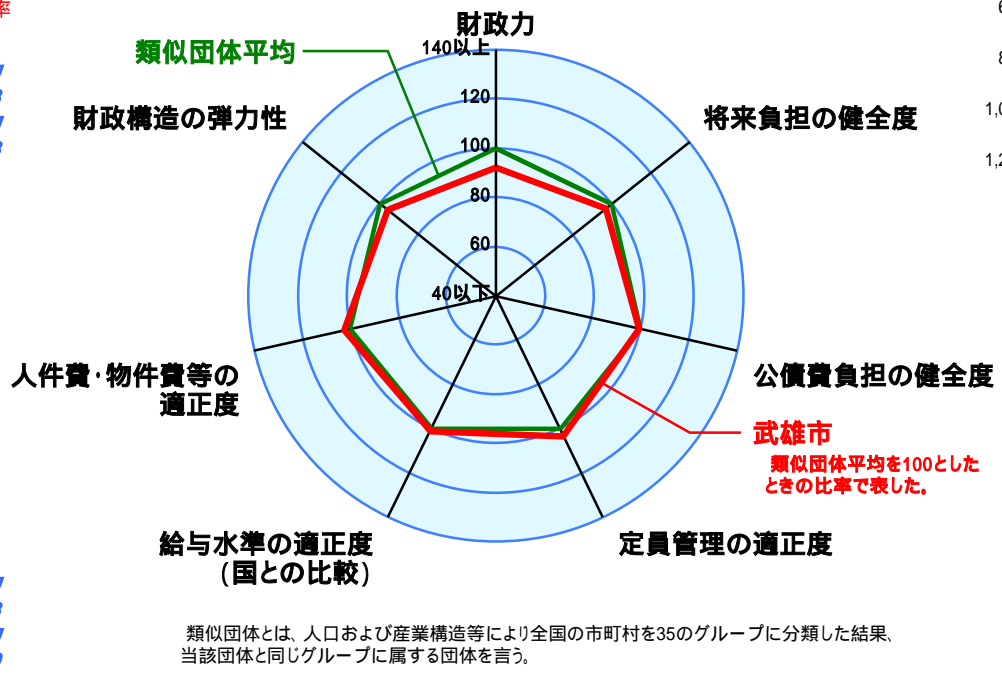 率
財政力
140以上
120
100
80
60
40以下
類似団体平均
財政構造の弾力性
将来負担の健全度
人件費・物件費等の
適正度
公債費負担の健全度
武雄市
類似団体平均を100とした
ときの比率で表した。
給与水準の適正度
(国との比較)
定員管理の適正度
類似団体とは、人口および産業構造等により全国の市町村を35のグループに分類した結果、
当該団体と同じグループに属する団体を言う。